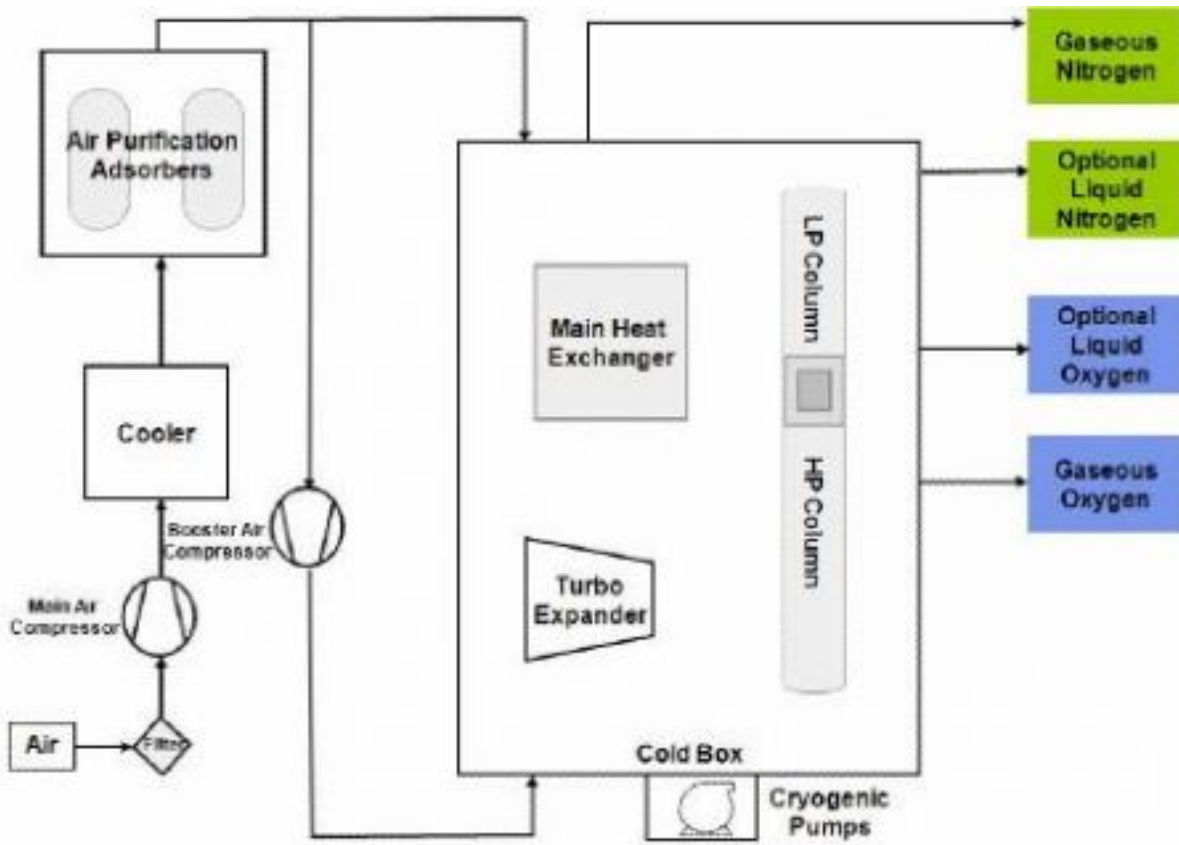 Gaseous
Nitrogen
Air Purification
Adsorbers
Optional
Liquid
Nitrogen
LP Column
Main Heat
Exchanger
Optional
Liquid
Oxygen
Cooler
HP Column
Gaseous
Oxygen
Booster Air
Compressor
Turbo
Expander
Main Air
Compressor
Air
Filter
Cold Box
Cryogenic
Pumps